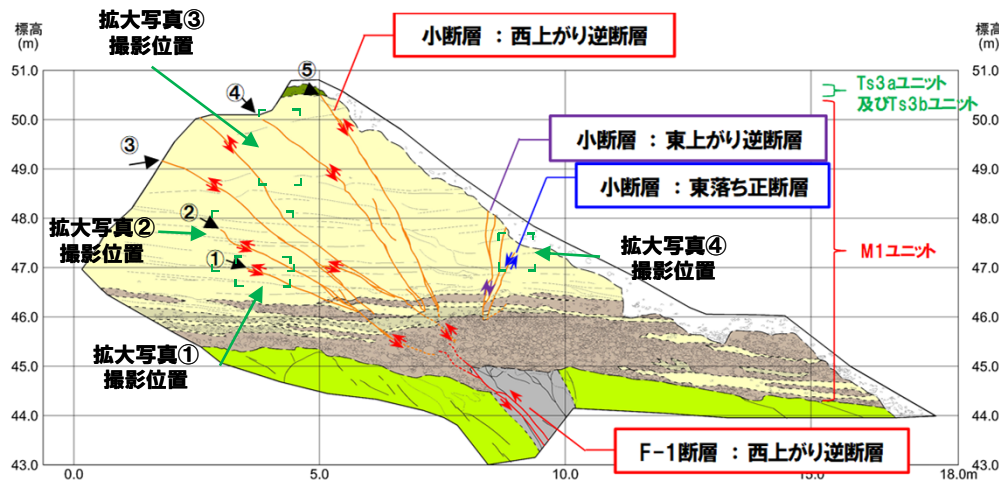 標高
(m)
51.0
50.0
49.0
48.0
47.0
46.0
45.0
44.0
43.0
拡大写真③
撮影位置
小断層 : 西上がり逆断層
標高
(m)
51.0
50.0
49.0
48.0
47.0
46.0
45.0
44.0
43.0
Ts3aユニット
及びTs3bユニット
⑤
④
③
②
①
小断層 : 東上がり逆断層
小断層 : 東落ち正断層
拡大写真②
撮影位置
拡大写真④
撮影位置
M1ユニット
拡大写真①
撮影位置
F-1断層 : 西上がり逆断層
0.0
5.0
10.0
15.0
18.0m